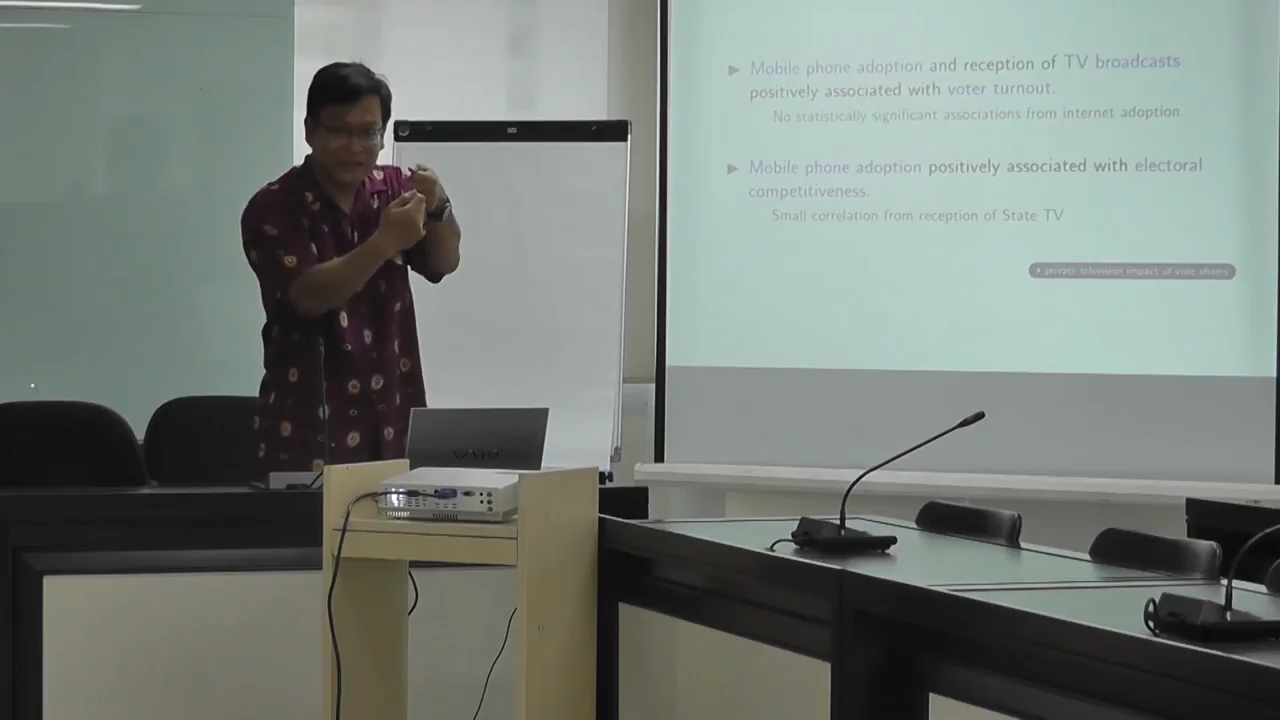 Mobile phone adoption and reception of TV broadcasts
positively associated with voter turnout.
No statistically significant associations from internet adoption.
Mobile phone adoption positively associated with electoral
competitiveness.
Small correlation from reception of State TV
private television impact of vote share
VAIO